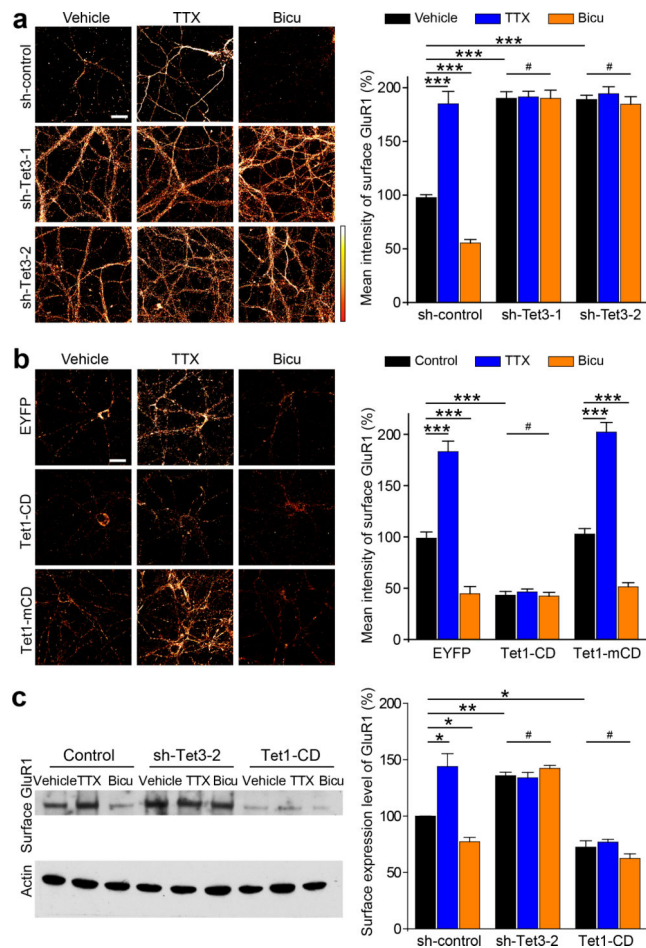 a
Vehicle TTX Bicu
sh-control
sh-Tet3-1
sh-Tet3-2
Vehicle TTX Bicu
Mean intensity of surface GluR1 (%)
200
150
100
50
0
***
***
***
***
#
#
sh-control sh-Tet3-1 sh-Tet3-2
b
Vehicle TTX Bicu
EYFP
Tet1-CD
Tet1-mCD
Control TTX Bicu
Mean intensity of surface GluR1 (%)
200
150
100
50
0
***
***
***
#
***
***
EYFP Tet1-CD Tet1-mCD
c
Control sh-Tet3-2 Tet1-CD
Vehicle TTX Bicu Vehicle TTX Bicu Vehicle TTX Bicu
Surface GluR1
Actin
Surface expression level of GluR1 (%)
200
150
100
50
0
*
**
*
*
#
#
sh-control sh-Tet3-2 Tet1-CD